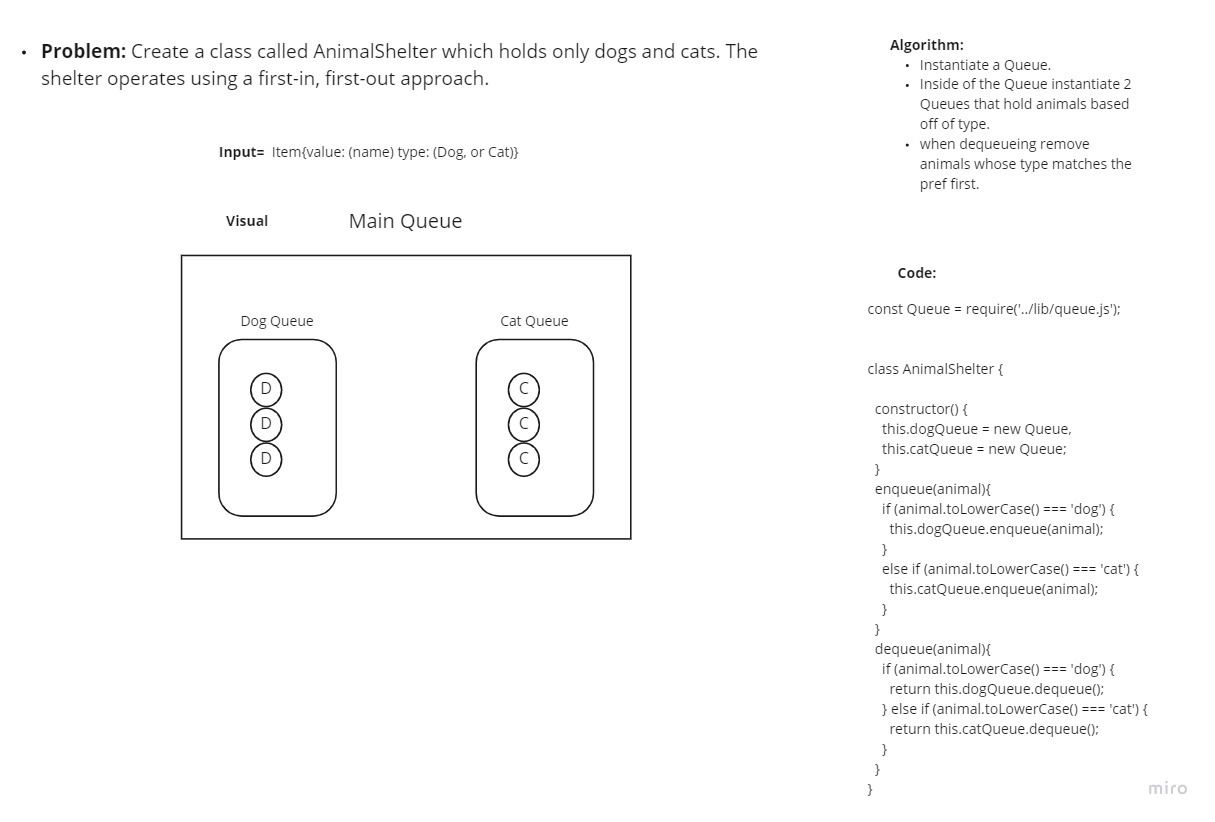 • Problem: Create a class called AnimalShelter which holds only dogs and cats. The
shelter operates using a first-in, first-out approach.
Input= Item{value: (name) type: (Dog, or Cat)}
Visual
Main Queue
Dog Queue
D
D
D
Cat Queue
C
C
C
Algorithm:
• Instantiate a Queue.
• Inside of the Queue instantiate 2
Queues that hold animals based
off of type.
• when dequeueing remove
animals whose type matches the
pref first.
Code:
const Queue = require('../lib/queue.js');
class AnimalShelter {
constructor() {
this.dogQueue = new Queue,
this.catQueue = new Queue;
}
enqueue(animal){
if (animal.toLowerCase() === 'dog') {
this.dogQueue.enqueue(animal);
}
else if (animal.toLowerCase() === 'cat') {
this.catQueue.enqueue(animal);
}
}
dequeue(animal){
if (animal.toLowerCase() === 'dog') {
return this.dogQueue.dequeue();
} else if (animal.toLowerCase() === 'cat') {
return this.catQueue.dequeue();
}
}
}
miro